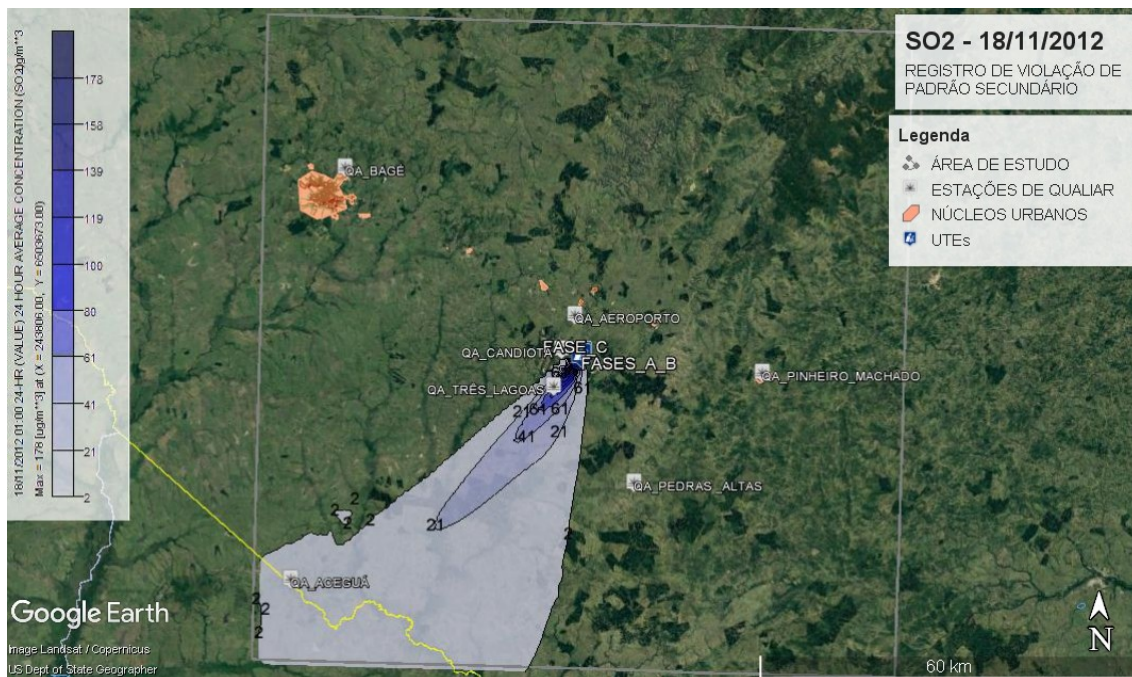 18/11/2012 01:00 24-HR (VALUE) 24 HOUR AVERAGE CONCENTRATION (SO2)g/m**3
Max = 178 [ug/m**3] at (X = 243806.00, Y = 6503673.00)
178
158
139
119
100
80
61
41
21
2
SO2 - 18/11/2012
REGISTRO DE VIOLAÇÃO DE
PADRÃO SECUNDÁRIO
Legenda
ÁREA DE ESTUDO
ESTAÇÕES DE QUALIAR
NÚCLEOS URBANOS
UTEs
QA_BAGÉ
QA_AEROPORTO
FASE_C
QA_CANDIOTA
FASES_A_B
QA_PINHEIRO_MACHADO
QA_TRÊS_LAGOAS
21
61
61
41
21
QA_PEDRAS_ALTAS
2
2
2
2
21
2
QA_ACEGUÁ
2
2
2
Google Earth
Image Landsat / Copernicus
US Dept of State Geographer
60 km
N